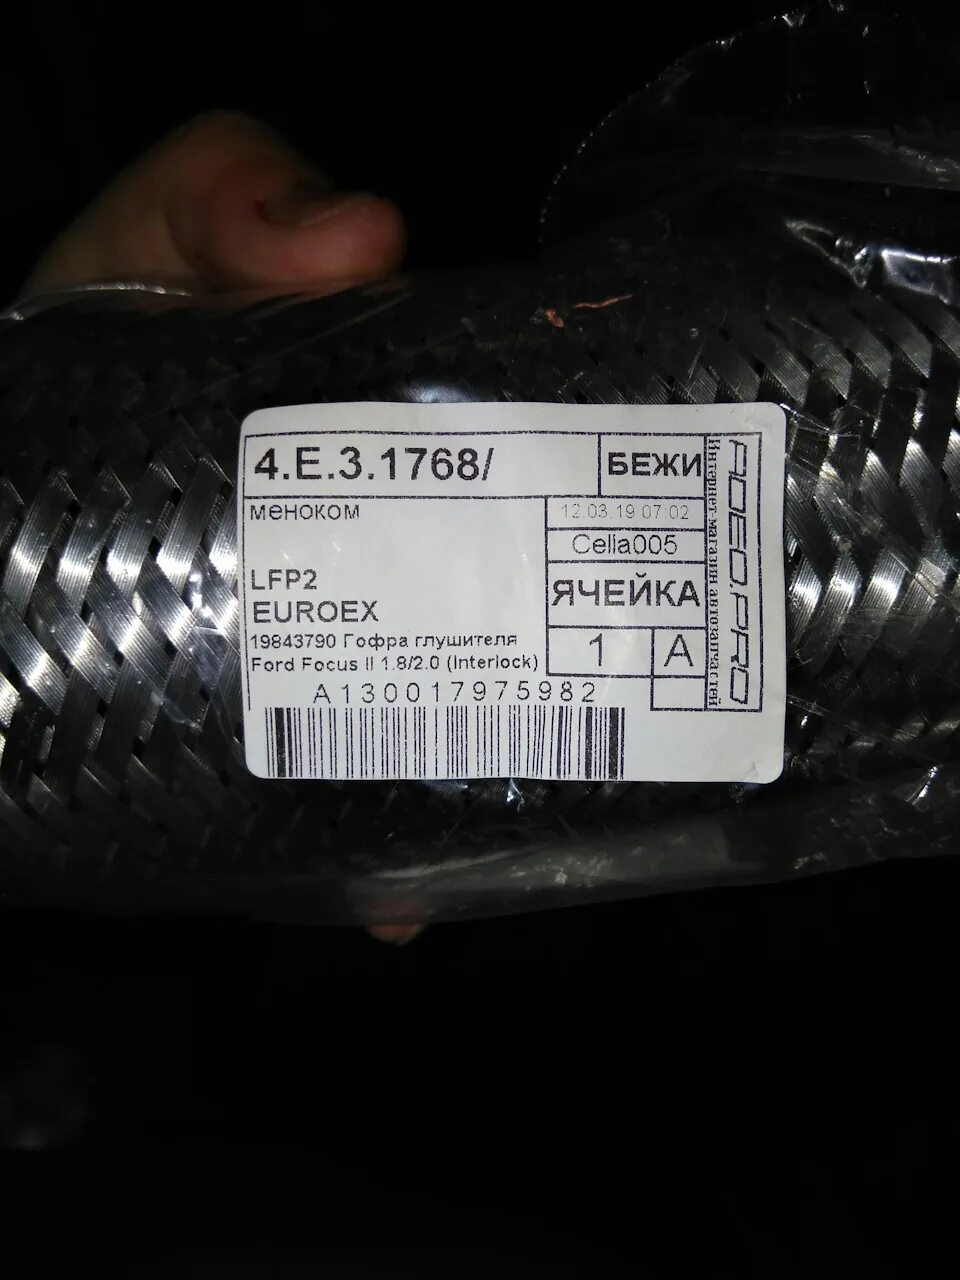 4.E.3.1768/
БЕЖИ
меноком
12.03.19 07:02
Cella005
LFP2
EUROEX
ЯЧЕЙКА
19843790 Гофра глушителя
Ford Focus II 1.8/2.0 (Interlock)
1
A
A130017975982
Интернет-магазин автозапчастей
ADEO.PRO